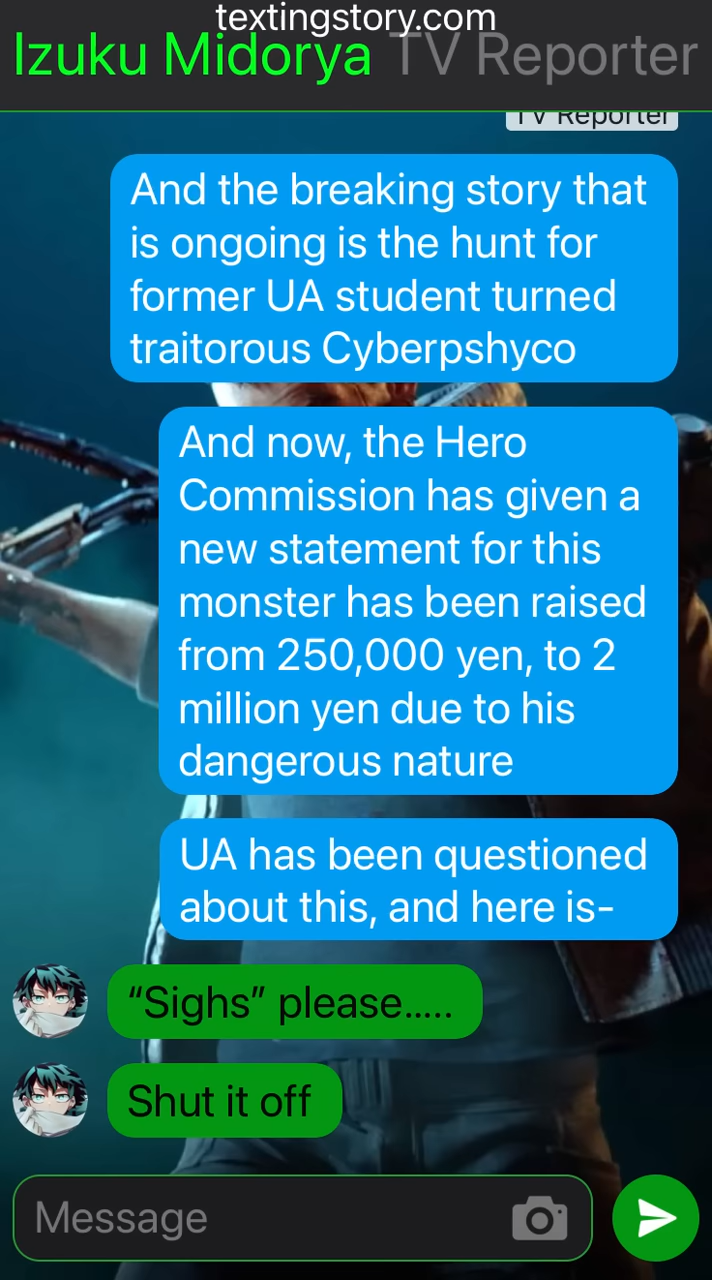 textingstory.com
Izuku Midorya TV Reporter
TV Reporter
And the breaking story that
is ongoing is the hunt for
former UA student turned
traitorous Cyberpshyco
And now, the Hero
Commission has given a
new statement for this
monster has been raised
from 250,000 yen, to 2
million yen due to his
dangerous nature
UA has been questioned
about this, and here is-
“Sighs” please.....
Shut it off
Message